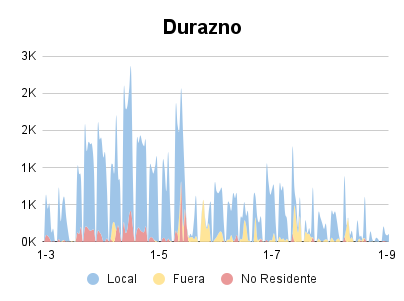 Durazno
3K
2K
2K
1K
1K
0K
1-3 1-5 1-7 1-9
Local Fuera No Residente